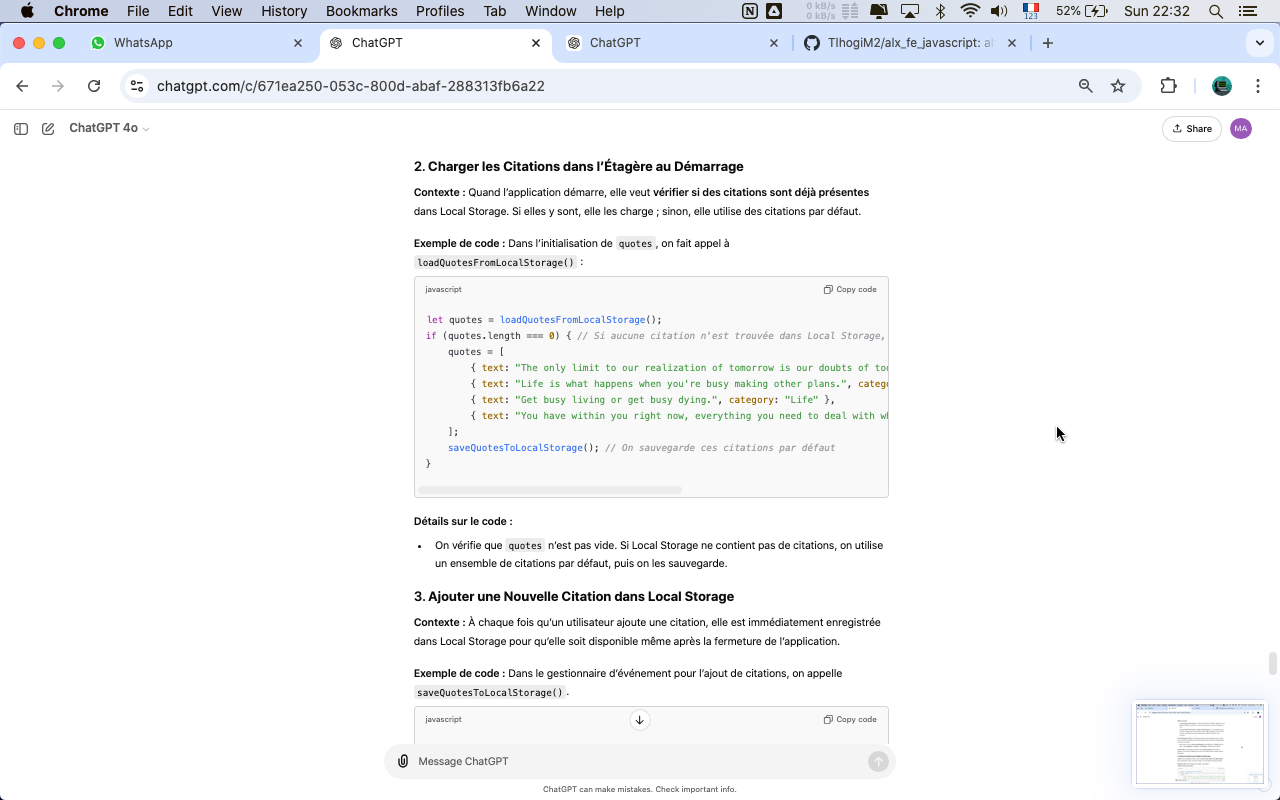 Chrome File Edit View History Bookmarks Profiles Tab Window Help 0 kB/s 0 kB/s 123 52% Sun 22:32
WhatsApp ChatGPT ChatGPT TlhogiM2/alx_fe_javascript: al
chatgpt.com/c/671ea250-053c-800d-abaf-288313fb6a22
ChatGPT 4o Share MA
2. Charger les Citations dans l’Étagère au Démarrage
Contexte : Quand l’application démarre, elle veut vérifier si des citations sont déjà présentes
dans Local Storage. Si elles y sont, elle les charge ; sinon, elle utilise des citations par défaut.
Exemple de code : Dans l’initialisation de quotes, on fait appel à
loadQuotesFromLocalStorage() :
javascript Copy code
let quotes = loadQuotesFromLocalStorage();
if (quotes.length === 0) { // Si aucune citation n'est trouvée dans Local Storage,
quotes = [
{ text: "The only limit to our realization of tomorrow is our doubts of tod
{ text: "Life is what happens when you're busy making other plans.", catego
{ text: "Get busy living or get busy dying.", category: "Life" },
{ text: "You have within you right now, everything you need to deal with wh
];
saveQuotesToLocalStorage(); // On sauvegarde ces citations par défaut
}
Détails sur le code :
• On vérifie que quotes n’est pas vide. Si Local Storage ne contient pas de citations, on utilise
un ensemble de citations par défaut, puis on les sauvegarde.
3. Ajouter une Nouvelle Citation dans Local Storage
Contexte : À chaque fois qu’un utilisateur ajoute une citation, elle est immédiatement enregistrée
dans Local Storage pour qu’elle soit disponible même après la fermeture de l’application.
Exemple de code : Dans le gestionnaire d’événement pour l’ajout de citations, on appelle
saveQuotesToLocalStorage().
javascript Copy code
Message ChatGPT
ChatGPT can make mistakes. Check important info.